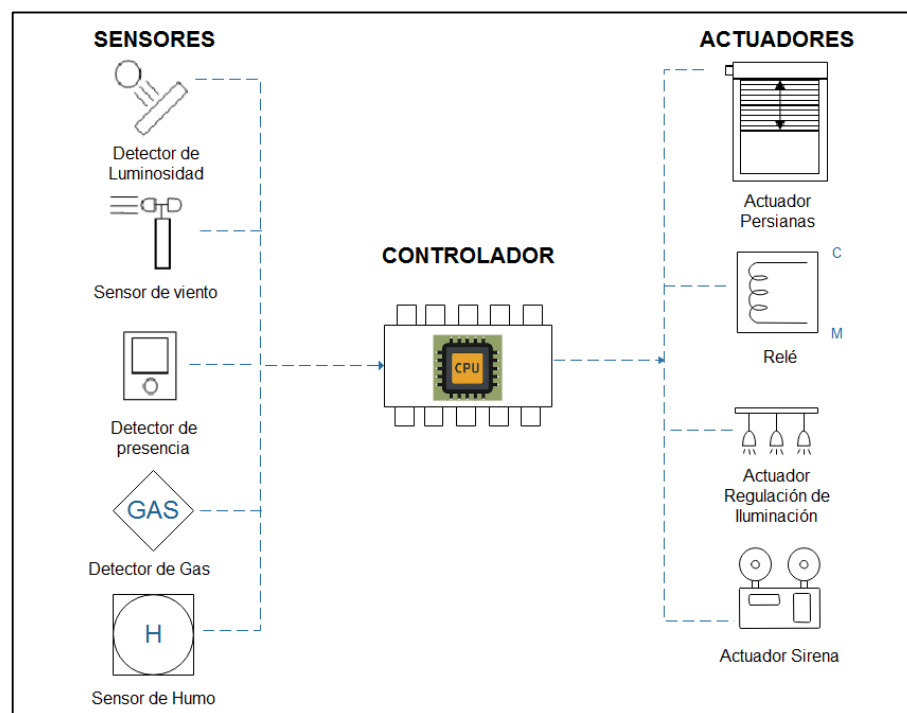 SENSORES
Detector de
Luminosidad
Sensor de viento
Detector de
presencia
GAS
Detector de Gas
H
Sensor de Humo
CONTROLADOR
CPU
ACTUADORES
Actuador
Persianas
C
M
Relé
Actuador
Regulación de
Iluminación
Actuador Sirena